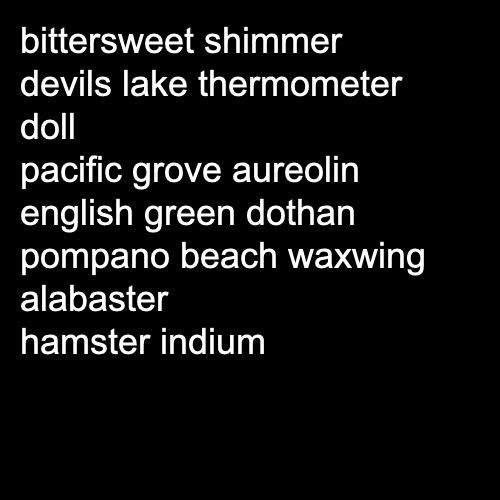 bittersweet shimmer
devils lake thermometer
doll
pacific grove aureolin
english green dothan
pompano beach waxwing
alabaster
hamster indium